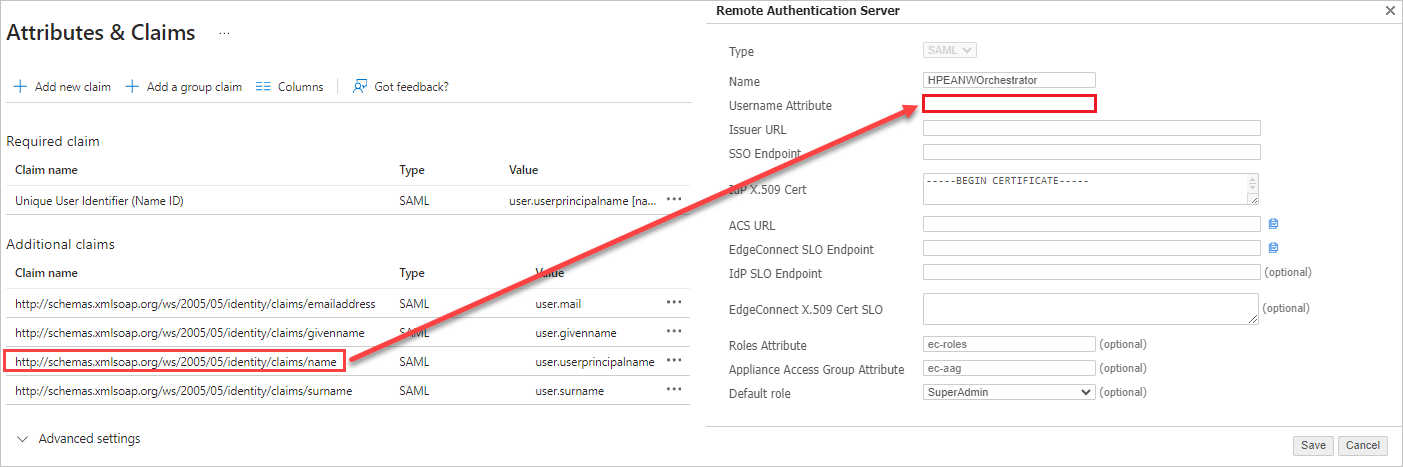 Attributes & Claims ...
Add new claim Add a group claim Columns Got feedback?
Required claim
Claim name Type Value
Unique User Identifier (Name ID) SAML user.userprincipalname [na... ...
Additional claims
Claim name Type Value
http://schemas.xmlsoap.org/ws/2005/05/identity/claims/emailaddress SAML user.mail ...
http://schemas.xmlsoap.org/ws/2005/05/identity/claims/givenname SAML user.givenname ...
http://schemas.xmlsoap.org/ws/2005/05/identity/claims/name SAML user.userprincipalname ...
http://schemas.xmlsoap.org/ws/2005/05/identity/claims/surname SAML user.surname ...
Advanced settings
Remote Authentication Server
Type SAML
Name HPEANWOrchestrator
Username Attribute
Issuer URL
SSO Endpoint
IdP X.509 Cert -----BEGIN CERTIFICATE-----
ACS URL
EdgeConnect SLO Endpoint
IdP SLO Endpoint (optional)
EdgeConnect X.509 Cert SLO (optional)
Roles Attribute ec-roles (optional)
Appliance Access Group Attribute ec-aag (optional)
Default role SuperAdmin (optional)
Save Cancel